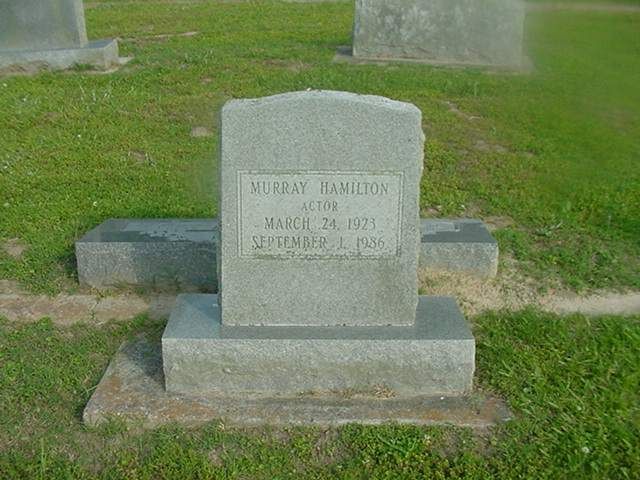 MURRAY HAMILTON
ACTOR
MARCH 24, 1923
SEPTEMBER 1, 1986